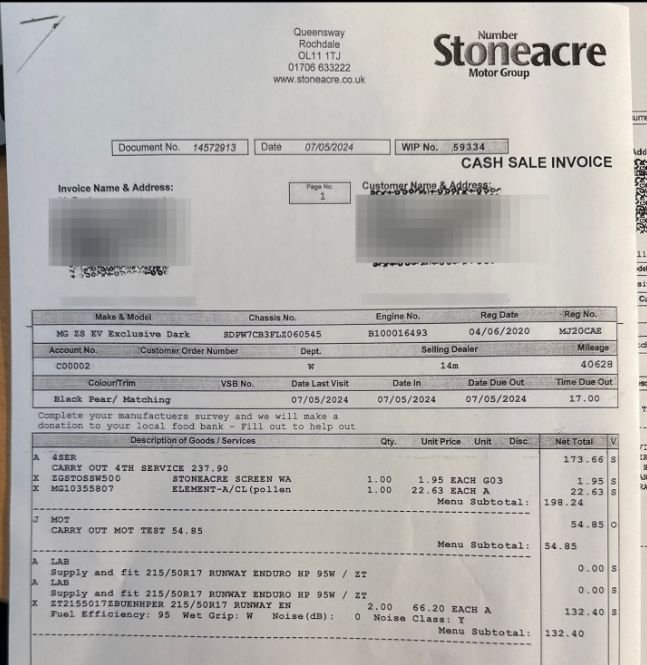 Queensway
Rochdale
OL11 1TJ
01706 633222
www.stoneacre.co.uk
Number
Stoneacre
Motor Group
Document No. 14572913 Date 07/05/2024 WIP No. 59334
CASH SALE INVOICE
Invoice Name & Address: Page No. Customer Name & Address:
1
Make & Model Chassis No. Engine No. Reg Date Reg No.
MG ZS EV Exclusive Dark SDPW7CB3FLZ060545 B100016493 04/06/2020 MJ20CAE
Account No. Customer Order Number Dept. Selling Dealer Mileage
C00002 W 14m 40628
Colour/Trim VSB No. Date Last Visit Date In Date Due Out Time Due Out
Black Pear/ Matching 07/05/2024 07/05/2024 07/05/2024 17.00
Complete your manufactuers survey and we will make a
donation to your local food bank - Fill out to help out
Description of Goods / Services Qty. Unit Price Unit Disc. Net Total V
A 4SER 173.66 S
CARRY OUT 4TH SERVICE 237.90
X ZGSTOSSW500 STONEACRE SCREEN WA 1.00 1.95 EACH G03 1.95 S
X MG10355807 ELEMENT-A/CL(pollen 1.00 22.63 EACH A 22.63 S
Menu Subtotal: 198.24
J MOT 54.85 O
CARRY OUT MOT TEST 54.85
Menu Subtotal: 54.85
A LAB 0.00 S
Supply and fit 215/50R17 RUNWAY ENDURO HP 95W / ZT
A LAB 0.00 S
Supply and fit 215/50R17 RUNWAY ENDURO HP 95W / ZT
X ZT2155017ZBUENHPER 215/50R17 RUNWAY EN 2.00 66.20 EACH A 132.40 S
Fuel Efficiency: 95 Wet Grip: W Noise(dB): 0 Noise Class: Y
Menu Subtotal: 132.40